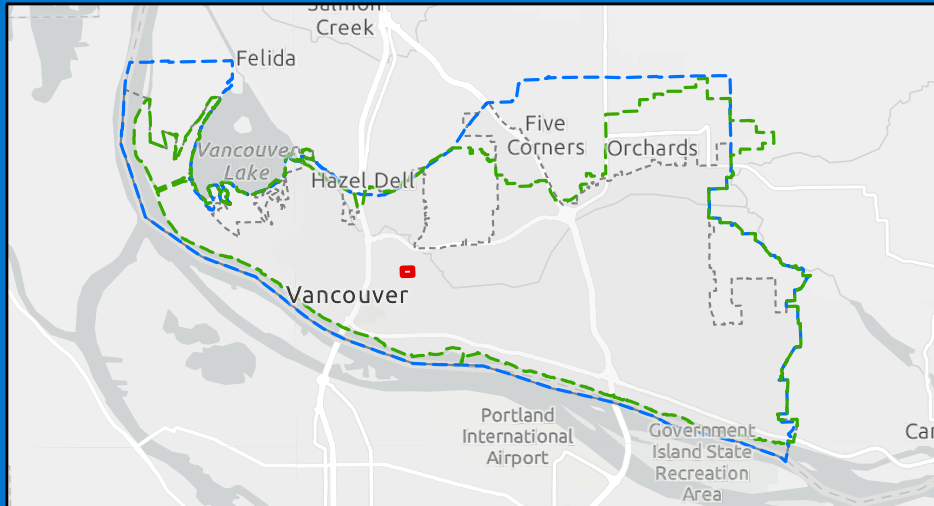 Salmon
Creek
Felida
Five
Corners
Orchards
Vancouver
Lake
Hazel Dell
Vancouver
Portland
International
Airport
Government
Island State
Recreation
Area